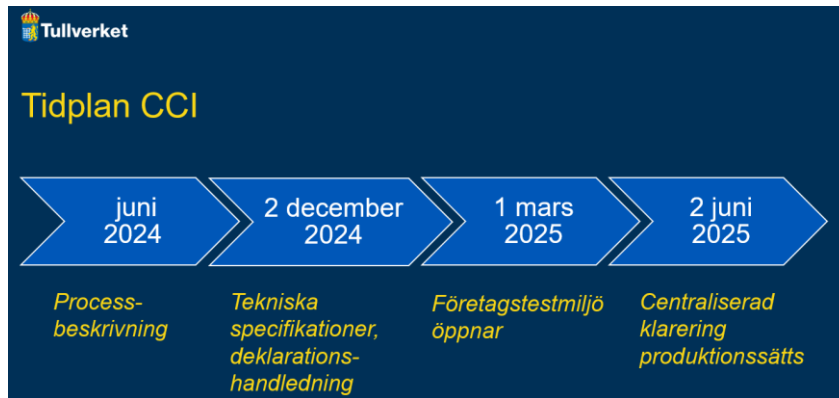 Tullverket
Tidplan CCI
juni
2024
2 december
2024
1 mars
2025
2 juni
2025
Process-
beskrivning
Tekniska
specifikationer,
deklarations-
handledning
Företagstestmiljö
öppnar
Centraliserad
klarering
produktionssätts